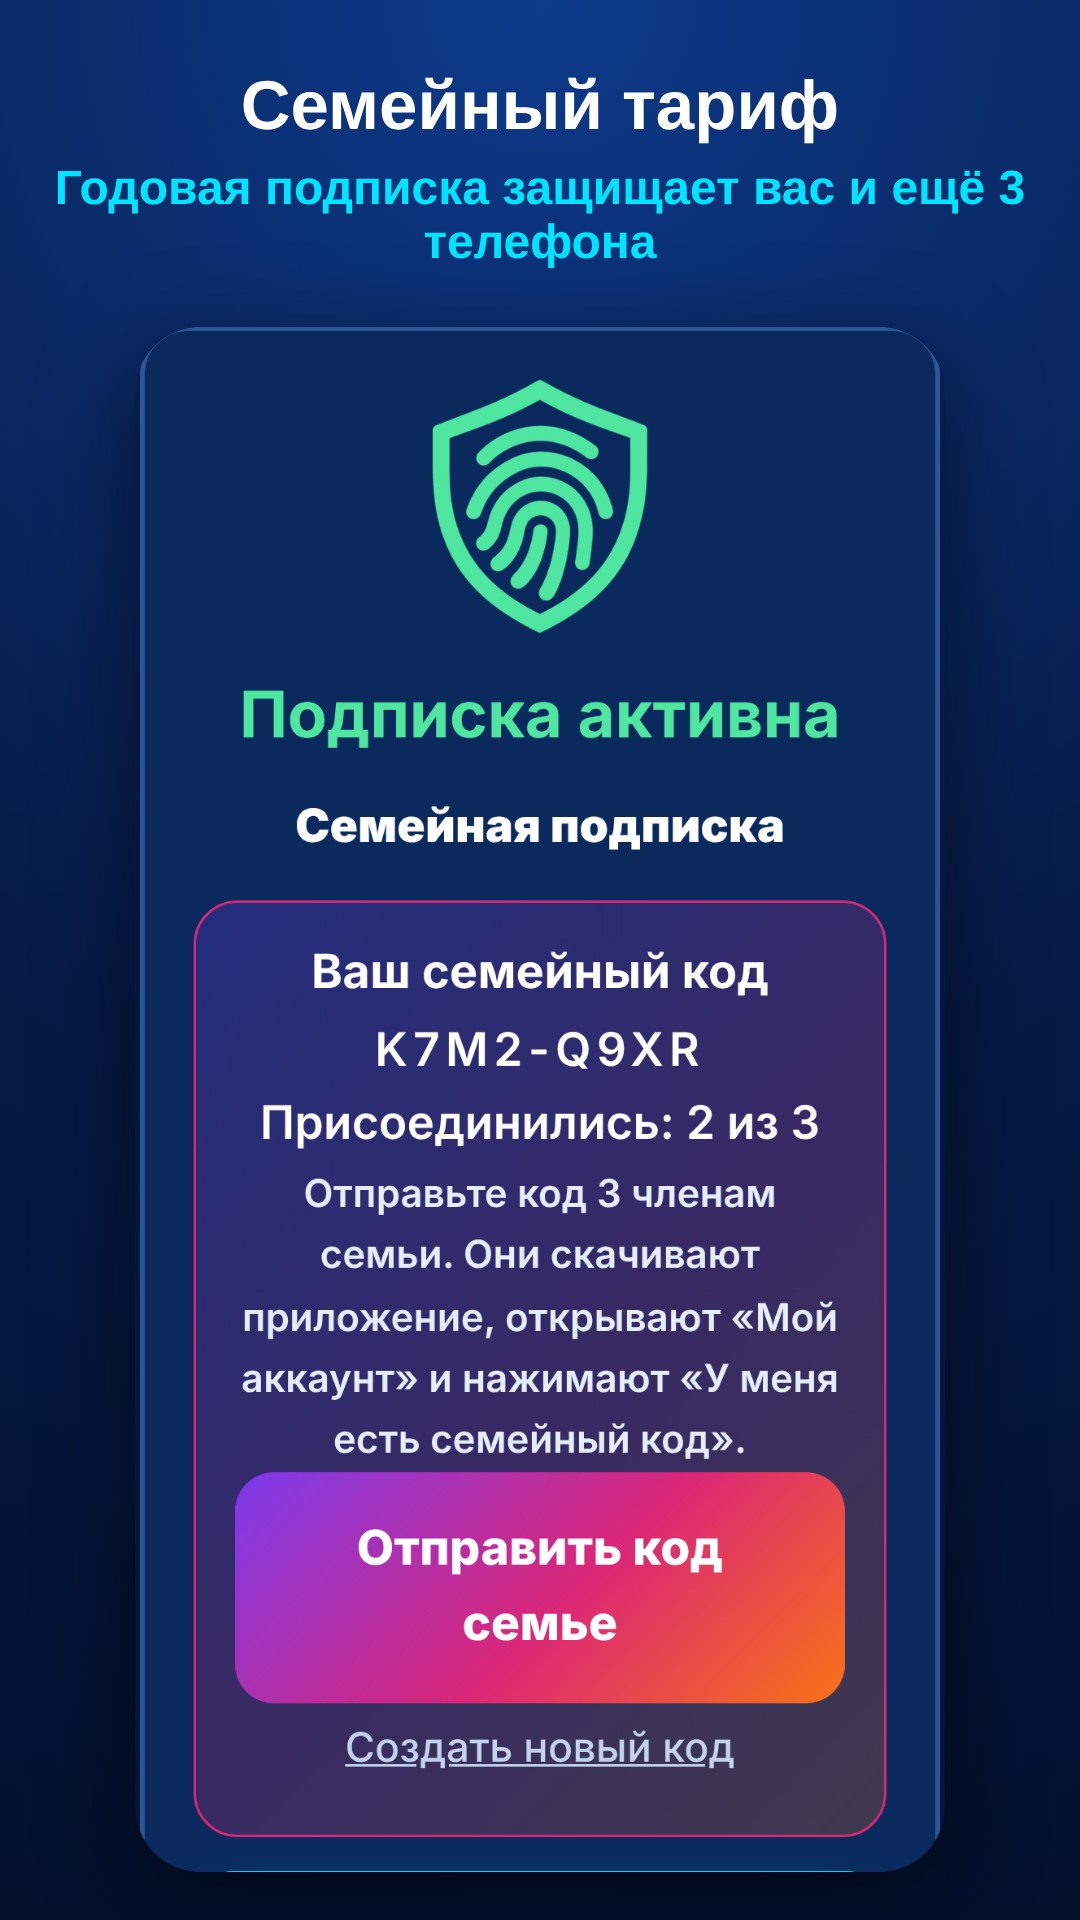 Семейный тариф
Годовая подписка защищает вас и ещё 3
телефона
Подписка активна
Семейная подписка
Ваш семейный код
K7M2-Q9XR
Присоединились: 2 из 3
Отправьте код 3 членам
семьи. Они скачивают
приложение, открывают «Мой
аккаунт» и нажимают «У меня
есть семейный код».
Отправить код
семье
Создать новый код